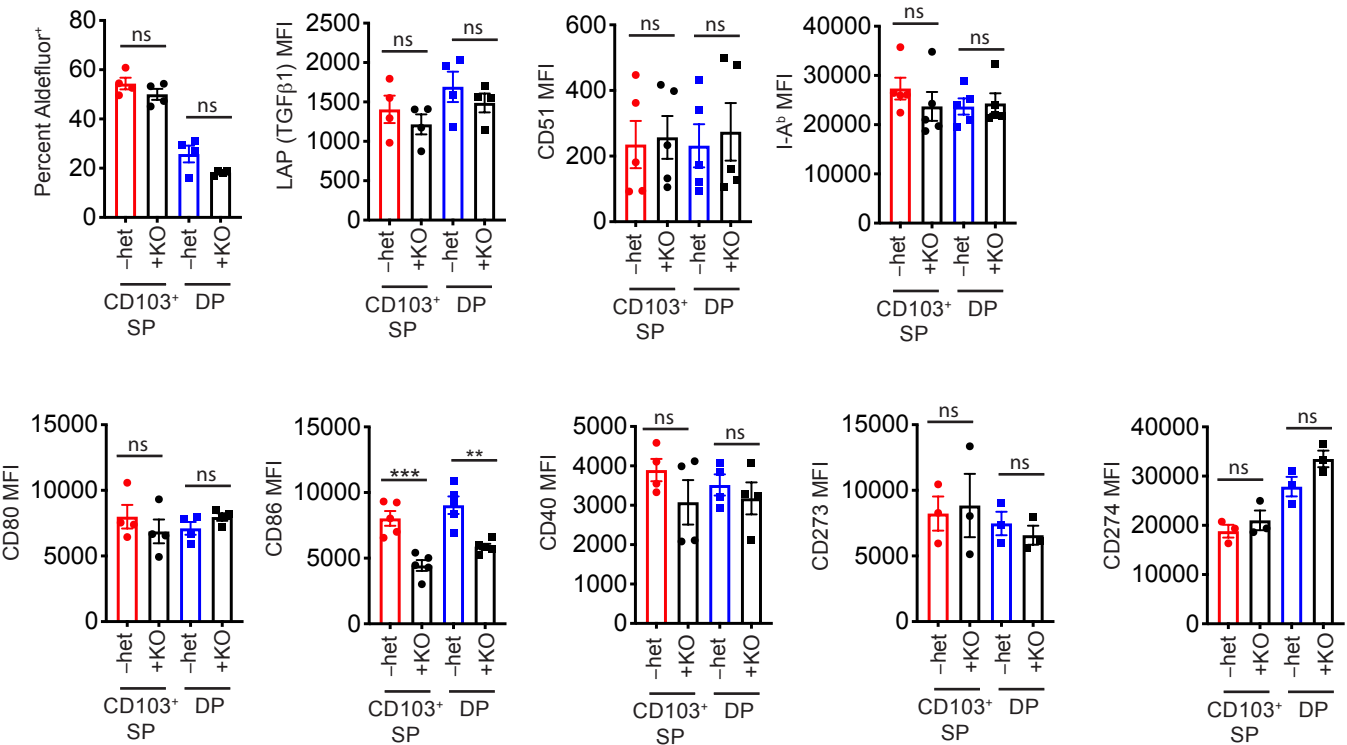 Percent Aldefluor⁺
80
60
40
20
0
ns
ns
–het
+KO
–het
+KO
CD103⁺
SP
DP
LAP (TGFβ1) MFI
2500
2000
1500
1000
500
0
ns
ns
–het
+KO
–het
+KO
CD103⁺
SP
DP
CD51 MFI
600
400
200
0
ns
ns
–het
+KO
–het
+KO
CD103⁺
SP
DP
I-Aᵇ MFI
40000
30000
20000
10000
0
ns
ns
–het
+KO
–het
+KO
CD103⁺
SP
DP
CD80 MFI
15000
10000
5000
0
ns
ns
–het
+KO
–het
+KO
CD103⁺
SP
DP
CD86 MFI
15000
10000
5000
0
***
**
–het
+KO
–het
+KO
CD103⁺
SP
DP
CD40 MFI
5000
4000
3000
2000
1000
0
ns
ns
–het
+KO
–het
+KO
CD103⁺
SP
DP
CD273 MFI
15000
10000
5000
0
ns
ns
–het
+KO
–het
+KO
CD103⁺
SP
DP
CD274 MFI
40000
30000
20000
10000
0
ns
ns
–het
+KO
–het
+KO
CD103⁺
SP
DP